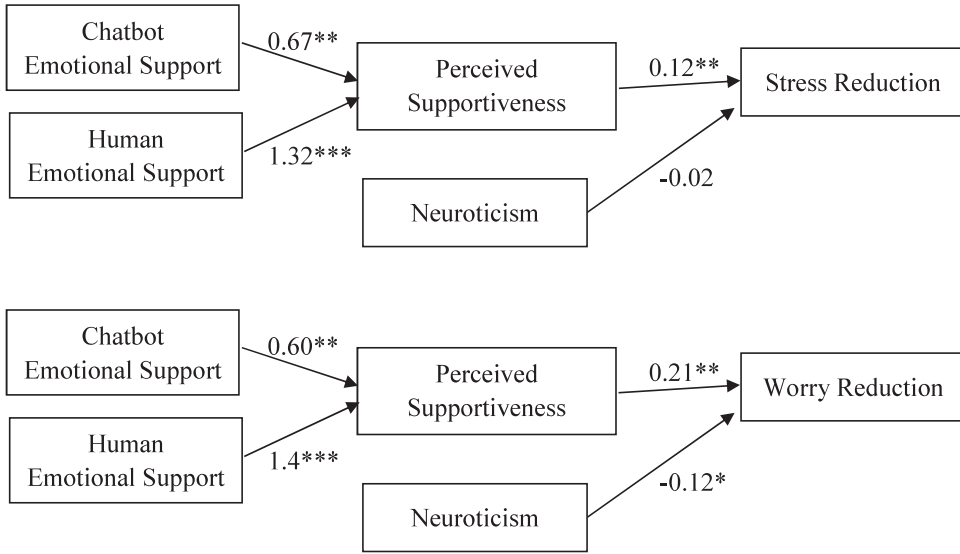 Chatbot
Emotional Support
0.67**
Perceived
Supportiveness
0.12**
Stress Reduction
Human
Emotional Support
1.32***
-0.02
Neuroticism
Chatbot
Emotional Support
0.60**
Perceived
Supportiveness
0.21**
Worry Reduction
Human
Emotional Support
1.4***
-0.12*
Neuroticism